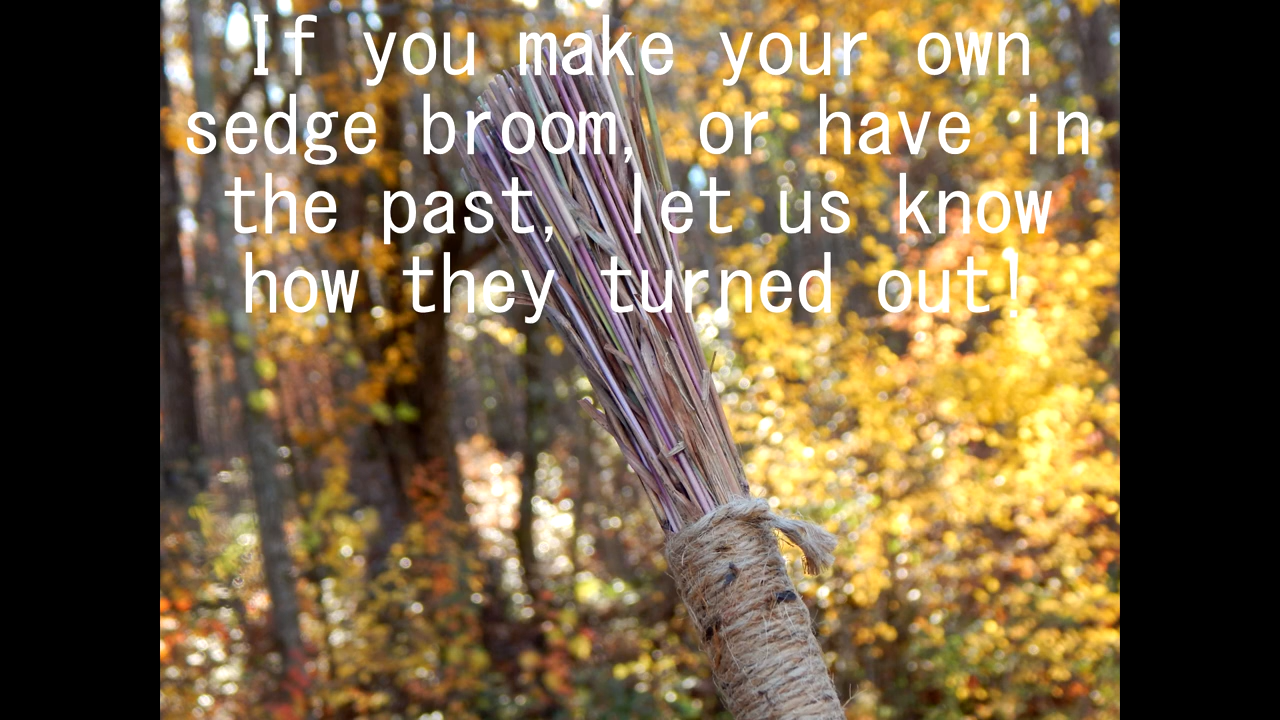 If you make your own
sedge broom, or have in
the past, let us know
how they turned out!